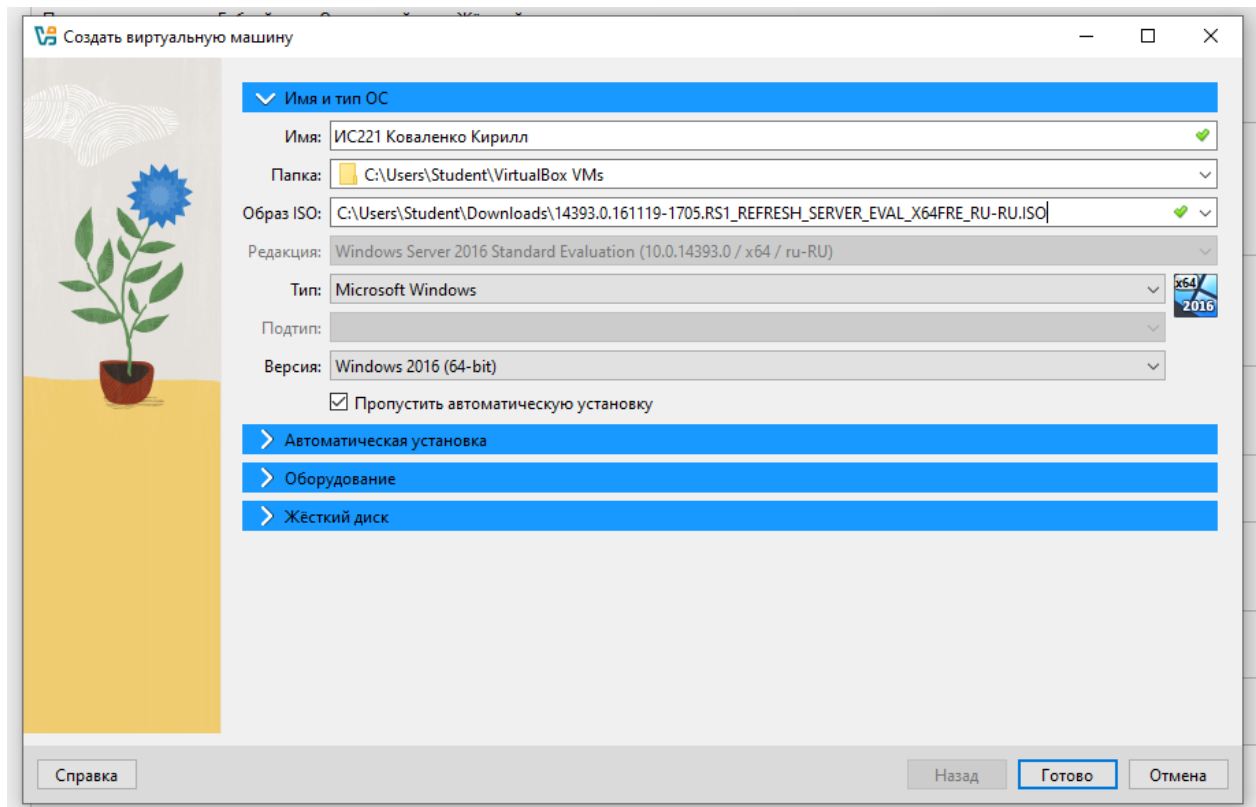 Создать виртуальную машину
Имя и тип ОС
Имя: ИС221 Коваленко Кирилл
Папка: C:\Users\Student\VirtualBox VMs
Образ ISO: C:\Users\Student\Downloads\14393.0.161119-1705.RS1_REFRESH_SERVER_EVAL_X64FRE_RU-RU.ISO
Редакция: Windows Server 2016 Standard Evaluation (10.0.14393.0 / x64 / ru-RU)
Тип: Microsoft Windows
x64
2016
Подтип:
Версия: Windows 2016 (64-bit)
Пропустить автоматическую установку
Автоматическая установка
Оборудование
Жёсткий диск
Справка Назад Готово Отмена